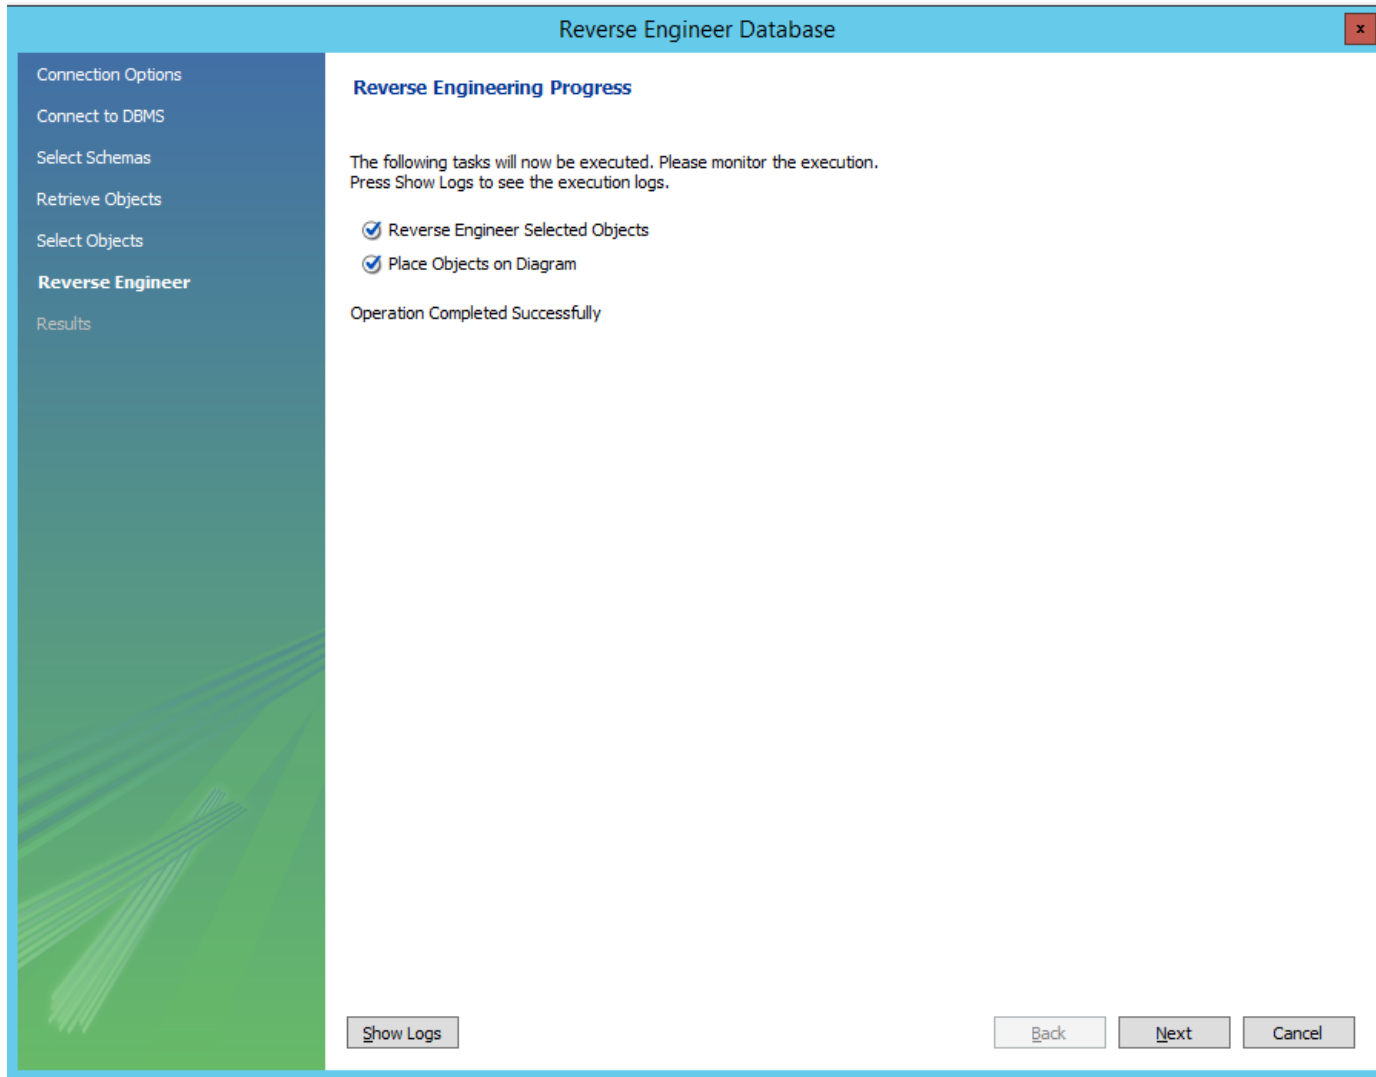 Reverse Engineer Database
x
Connection Options
Connect to DBMS
Select Schemas
Retrieve Objects
Select Objects
Reverse Engineer
Results
Reverse Engineering Progress
The following tasks will now be executed. Please monitor the execution.
Press Show Logs to see the execution logs.
Reverse Engineer Selected Objects
Place Objects on Diagram
Operation Completed Successfully
Show Logs
Back
Next
Cancel